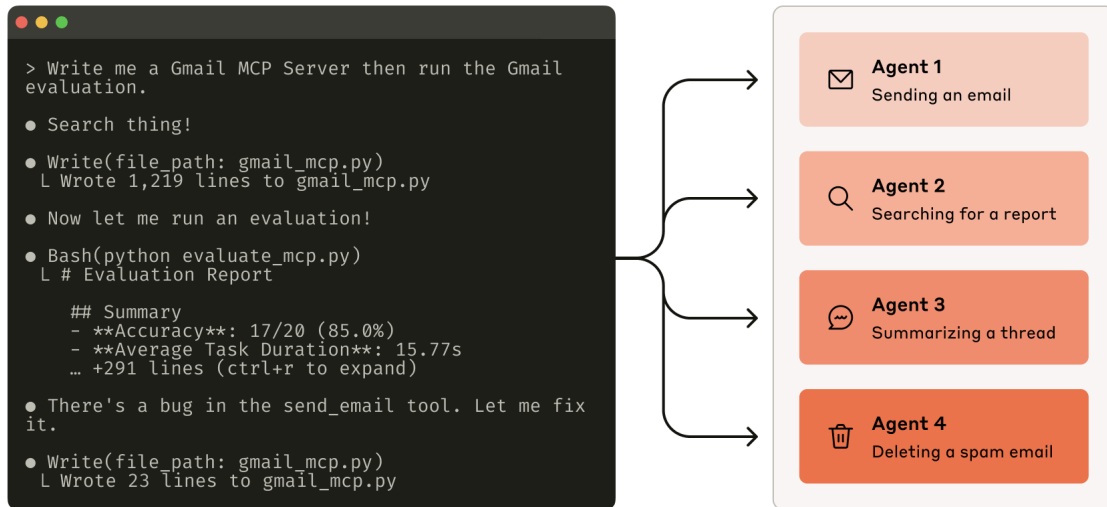 > Write me a Gmail MCP Server then run the Gmail
evaluation.
● Search thing!
● Write(file_path: gmail_mcp.py)
L Wrote 1,219 lines to gmail_mcp.py
● Now let me run an evaluation!
● Bash(python evaluate_mcp.py)
L # Evaluation Report
## Summary
- **Accuracy**: 17/20 (85.0%)
- **Average Task Duration**: 15.77s
… +291 lines (ctrl+r to expand)
● There's a bug in the send_email tool. Let me fix
it.
● Write(file_path: gmail_mcp.py)
L Wrote 23 lines to gmail_mcp.py
Agent 1
Sending an email
Agent 2
Searching for a report
Agent 3
Summarizing a thread
Agent 4
Deleting a spam email